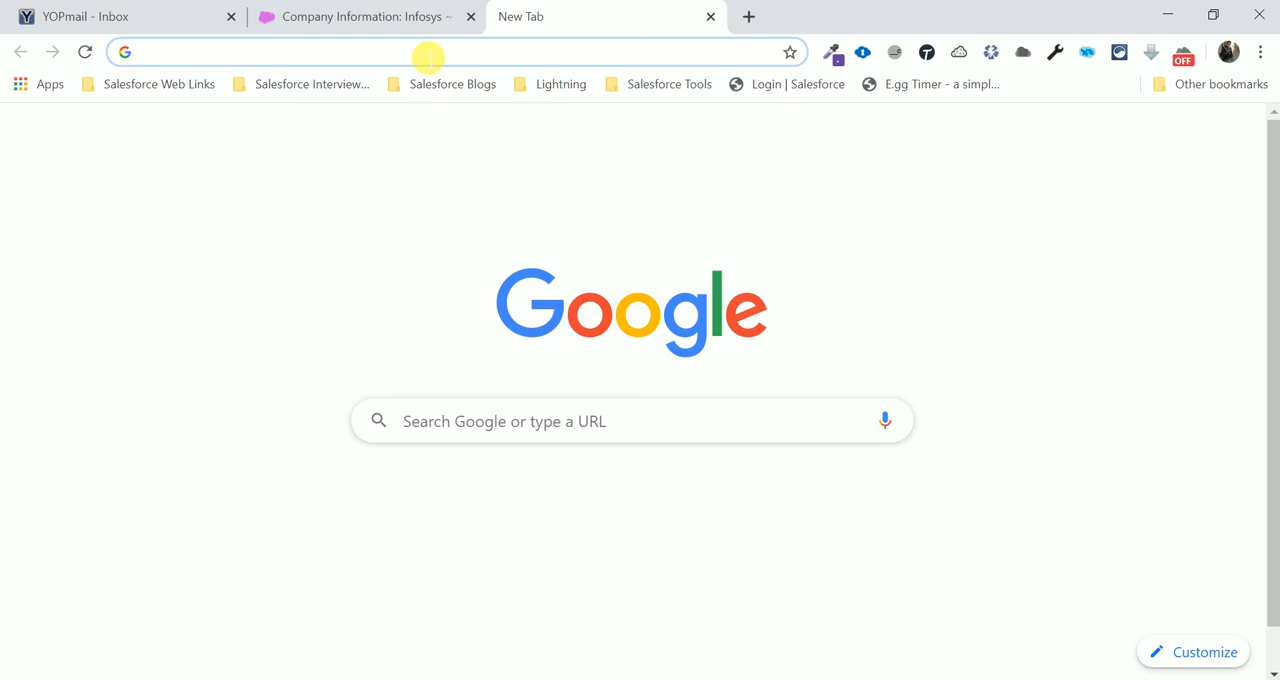 YOPmail - Inbox
Company Information: Infosys ~
New Tab
Apps
Salesforce Web Links
Salesforce Interview...
Salesforce Blogs
Lightning
Salesforce Tools
Login | Salesforce
E.gg Timer - a simpl...
OFF
Other bookmarks
Google
Search Google or type a URL
Customize